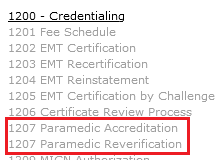 1200 - Credentialing
1201 Fee Schedule
1202 EMT Certification
1203 EMT Recertification
1204 EMT Reinstatement
1205 EMT Certification by Challenge
1206 Certificate Review Process
1207 Paramedic Accreditation
1207 Paramedic Reverification
1209 MICN Authorization